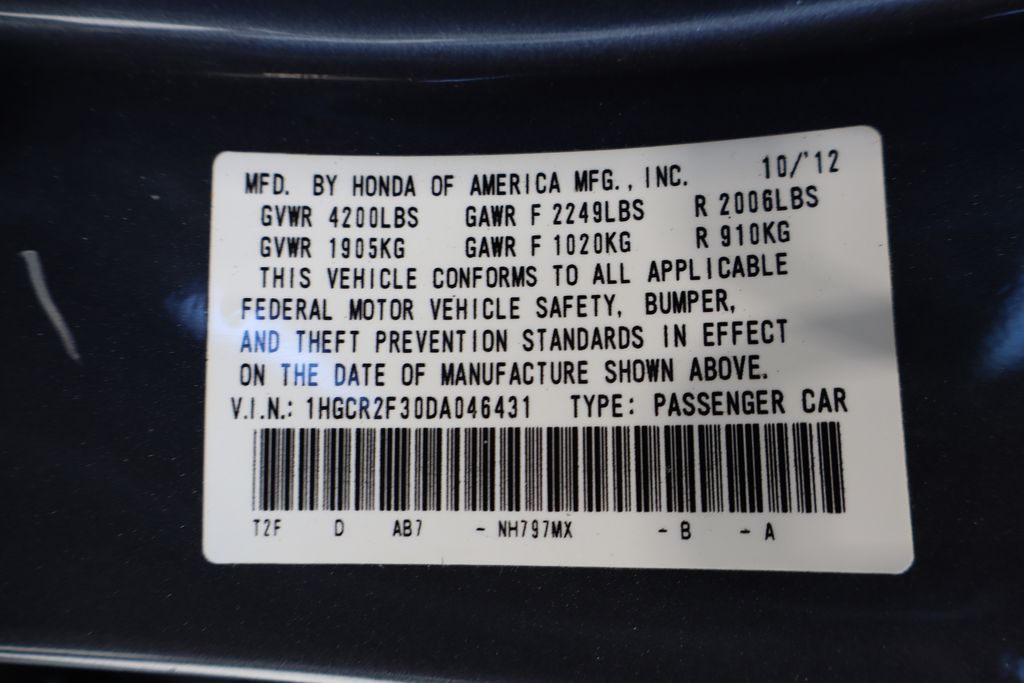 MFD. BY HONDA OF AMERICA MFG., INC. 10/'12
GVWR 4200LBS GAWR F 2249LBS R 2006LBS
GVWR 1905KG GAWR F 1020KG R 910KG
THIS VEHICLE CONFORMS TO ALL APPLICABLE
FEDERAL MOTOR VEHICLE SAFETY, BUMPER,
AND THEFT PREVENTION STANDARDS IN EFFECT
ON THE DATE OF MANUFACTURE SHOWN ABOVE.
V.I.N.: 1HGCR2F30DA046431 TYPE: PASSENGER CAR
T2F D AB7 - NH797MX - B - A